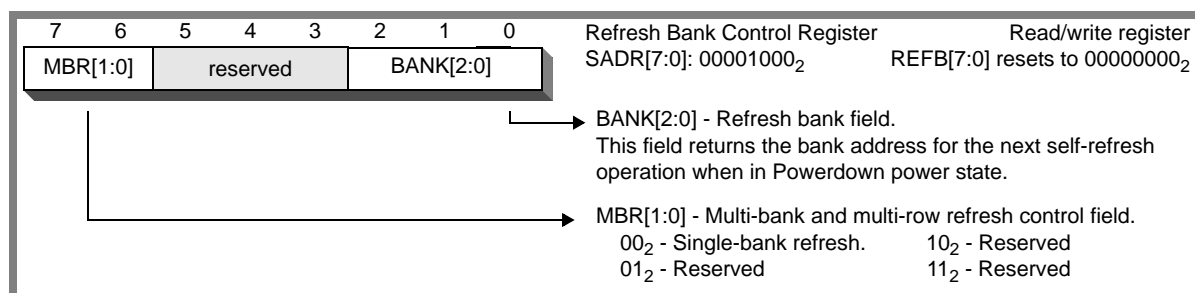 7 6 5 4 3 2 1 0
MBR[1:0] reserved BANK[2:0]
Refresh Bank Control Register Read/write register
SADR[7:0]: 00001000₂ REFB[7:0] resets to 00000000₂
BANK[2:0] - Refresh bank field.
This field returns the bank address for the next self-refresh
operation when in Powerdown power state.
MBR[1:0] - Multi-bank and multi-row refresh control field.
00₂ - Single-bank refresh. 10₂ - Reserved
01₂ - Reserved 11₂ - Reserved